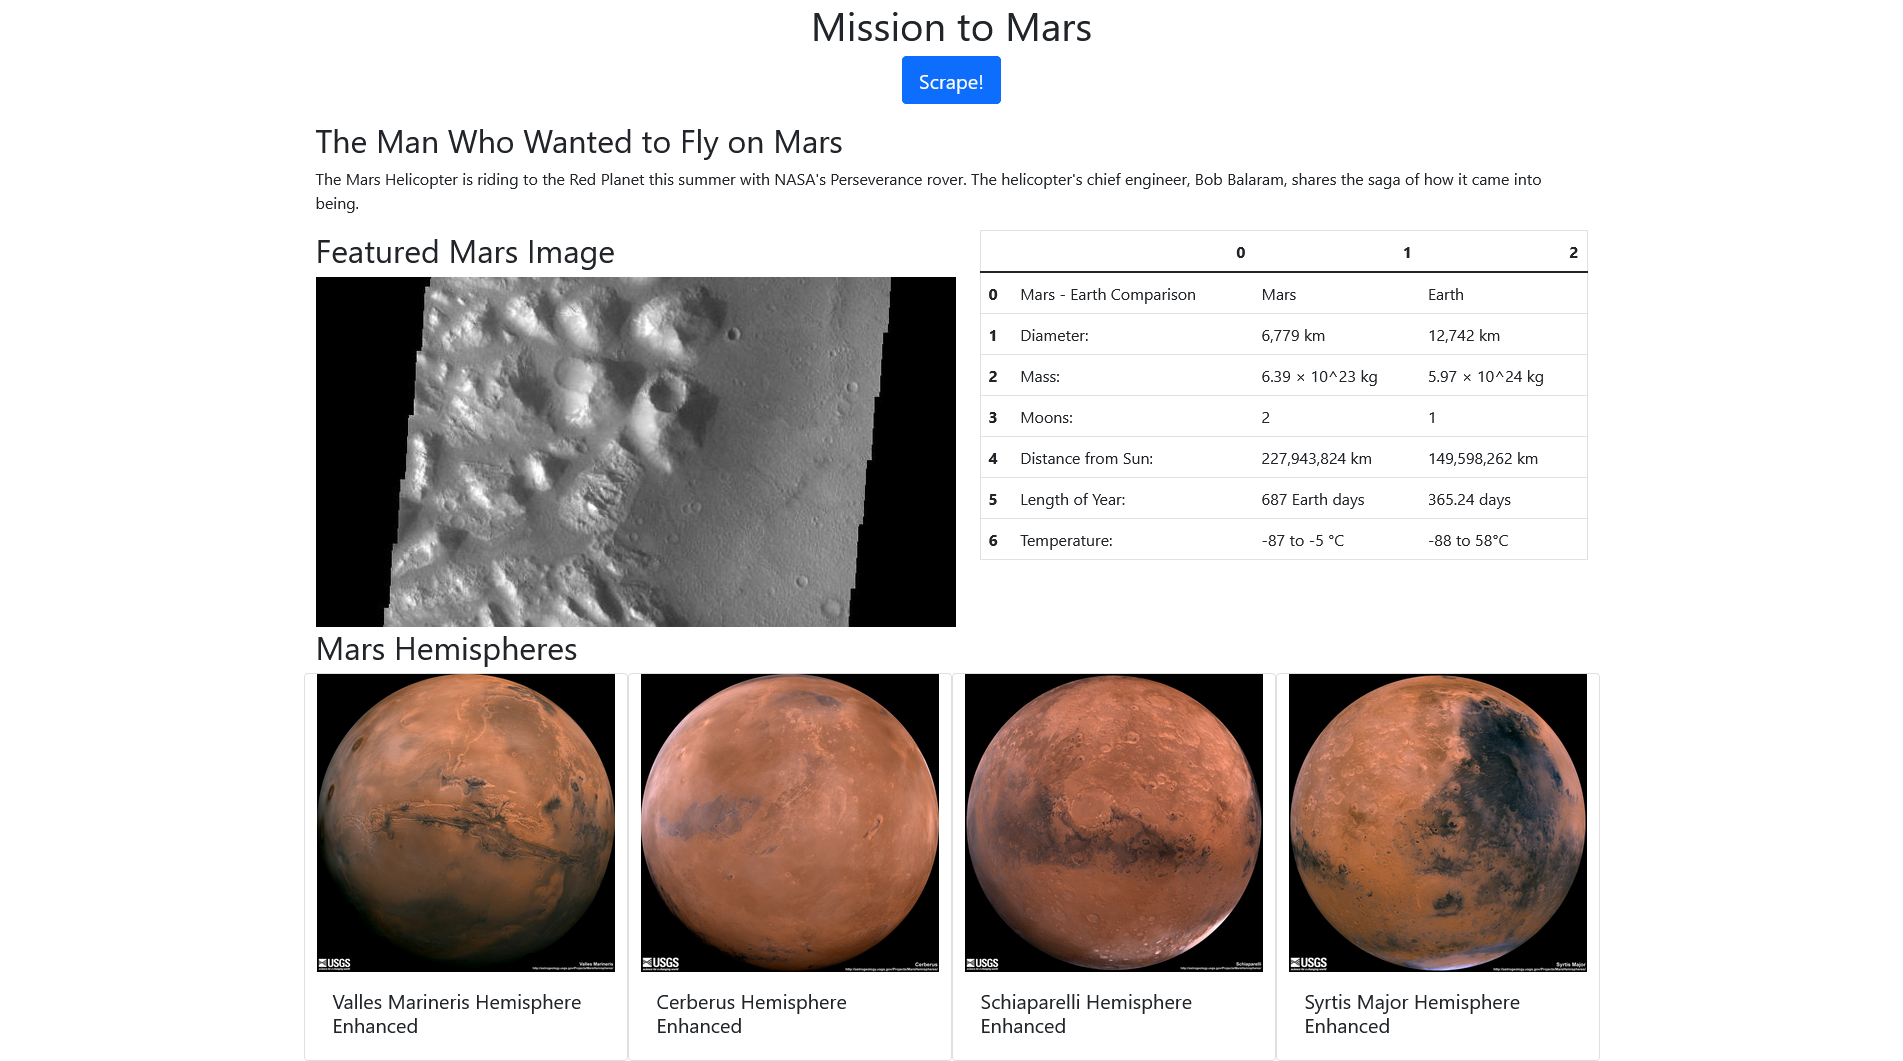 Mission to Mars
Scrape!
The Man Who Wanted to Fly on Mars
The Mars Helicopter is riding to the Red Planet this summer with NASA's Perseverance rover. The helicopter's chief engineer, Bob Balaram, shares the saga of how it came into
being.
Featured Mars Image
0 1 2
0 Mars - Earth Comparison Mars Earth
1 Diameter: 6,779 km 12,742 km
2 Mass: 6.39 × 10^23 kg 5.97 × 10^24 kg
3 Moons: 2 1
4 Distance from Sun: 227,943,824 km 149,598,262 km
5 Length of Year: 687 Earth days 365.24 days
6 Temperature: -87 to -5 °C -88 to 58°C
Mars Hemispheres
USGS
Valles Marineris
USGS
Cerberus
USGS
Schiaparelli
USGS
Syrtis Major
Valles Marineris Hemisphere
Enhanced
Cerberus Hemisphere
Enhanced
Schiaparelli Hemisphere
Enhanced
Syrtis Major Hemisphere
Enhanced